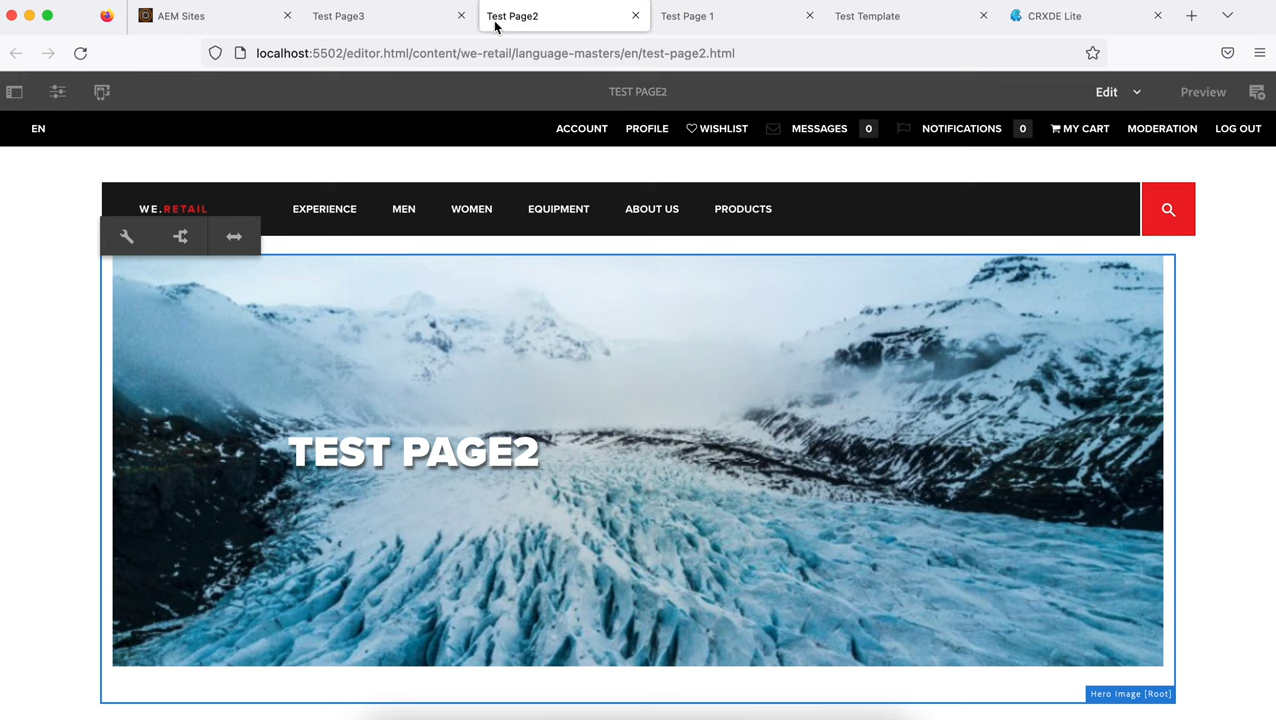 AEM Sites Test Page3 Test Page2 Test Page 1 Test Template CRXDE Lite
localhost:5502/editor.html/content/we-retail/language-masters/en/test-page2.html
TEST PAGE2 Edit Preview
EN ACCOUNT PROFILE WISHLIST MESSAGES 0 NOTIFICATIONS 0 MY CART MODERATION LOG OUT
WE.RETAIL EXPERIENCE MEN WOMEN EQUIPMENT ABOUT US PRODUCTS
TEST PAGE2
Hero Image [Root]